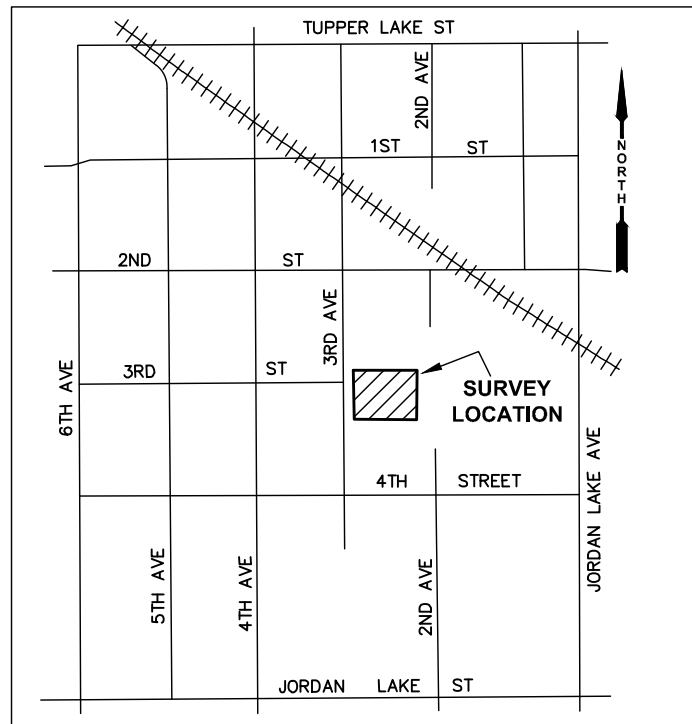 TUPPER LAKE ST
2ND AVE
1ST ST
NORTH
2ND ST
3RD AVE
3RD ST
6TH AVE
SURVEY
LOCATION
JORDAN LAKE AVE
4TH STREET
5TH AVE
4TH AVE
2ND AVE
JORDAN LAKE ST